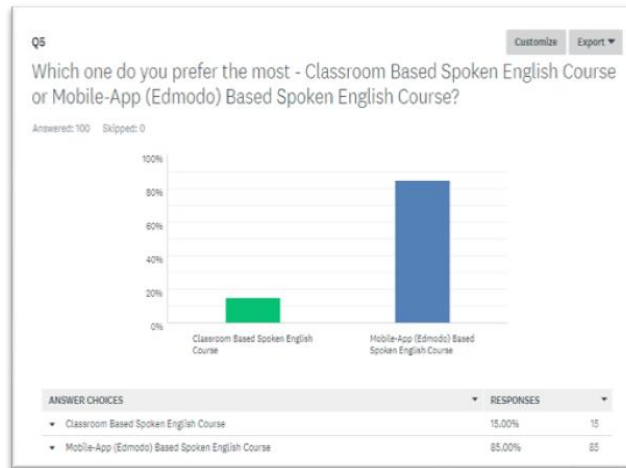 Q5
Customize
Export
Which one do you prefer the most - Classroom Based Spoken English Course
or Mobile-App (Edmodo) Based Spoken English Course?
Answered: 100 Skipped: 0
100%
80%
60%
40%
20%
0%
Classroom Based Spoken English
Course
Mobile-App (Edmodo) Based
Spoken English Course
ANSWER CHOICES RESPONSES
Classroom Based Spoken English Course 15.00% 15
Mobile-App (Edmodo) Based Spoken English Course 85.00% 85